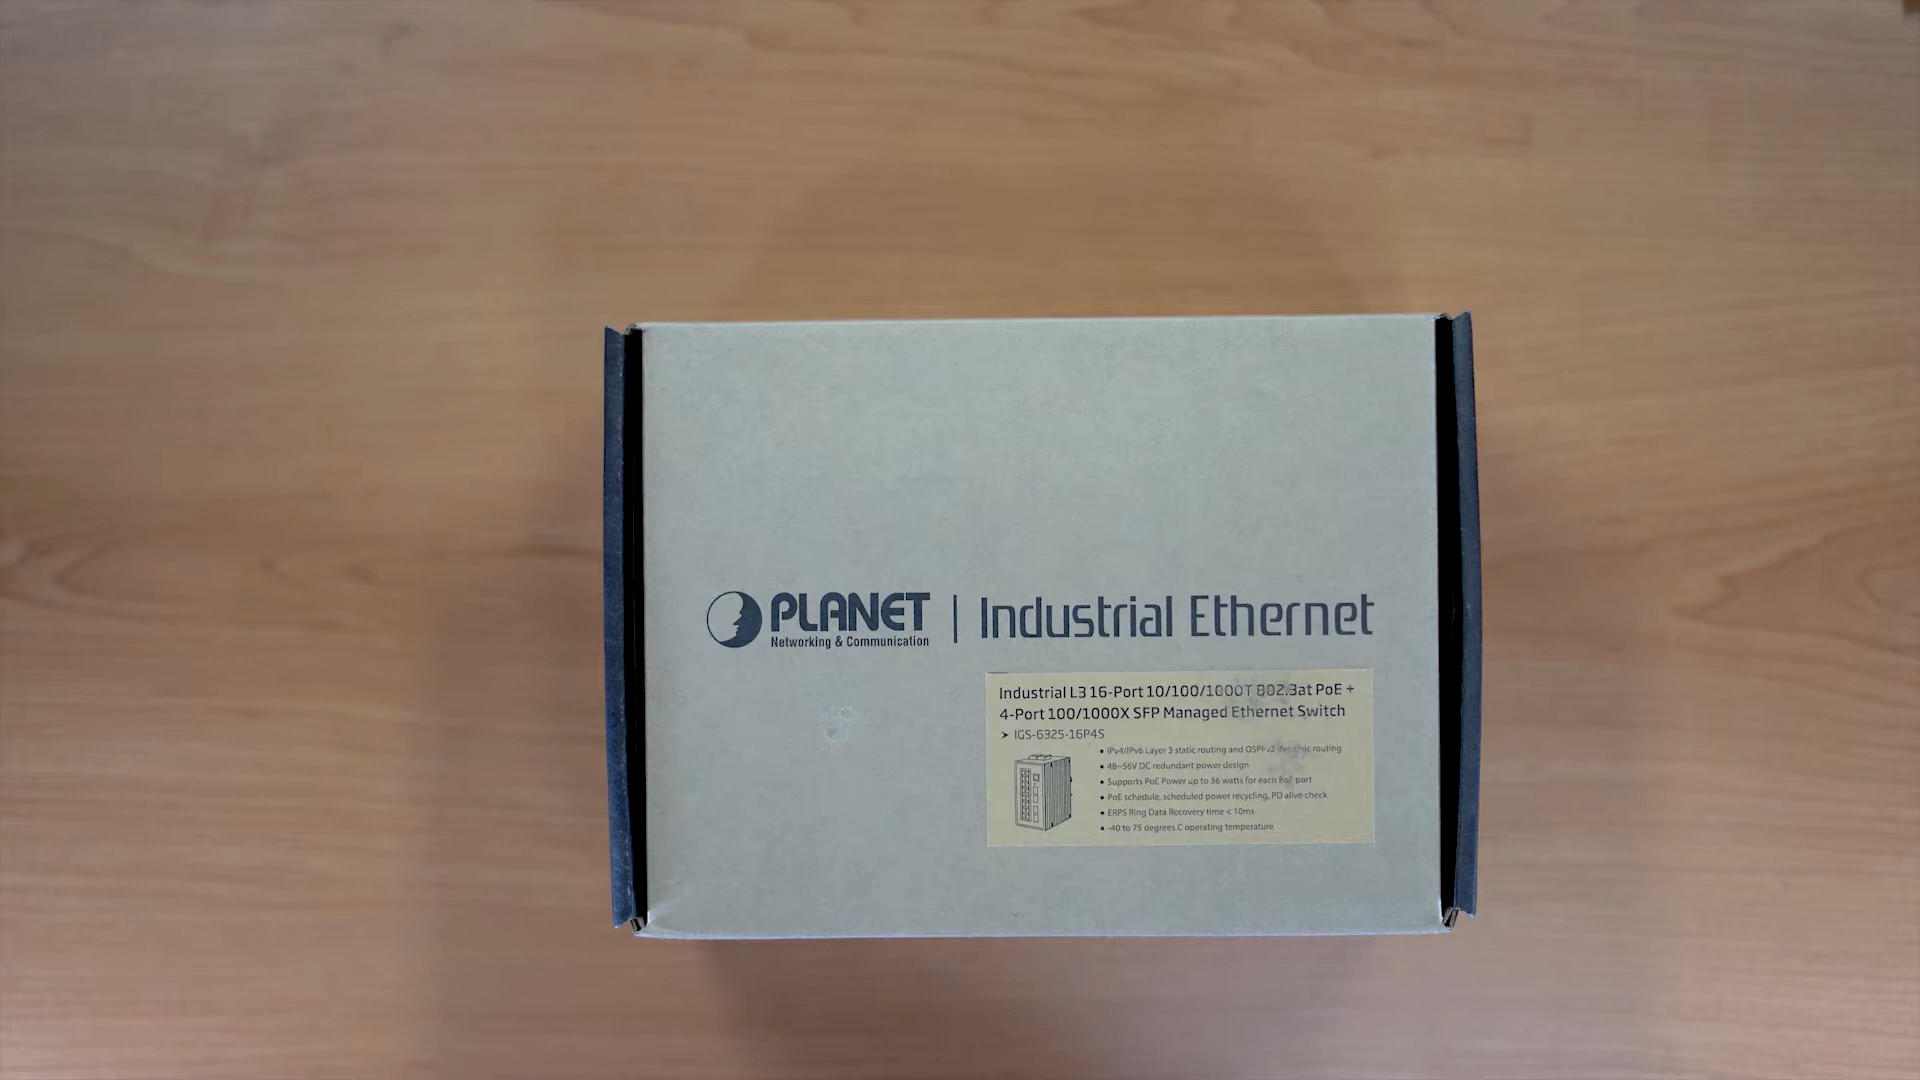 PLANET
Networking & Communication
Industrial Ethernet
Industrial L3 16-Port 10/100/1000T 802.3at PoE +
4-Port 100/1000X SFP Managed Ethernet Switch
➤ IGS-6325-16P4S
• IPv4/IPv6 Layer 3 static routing and OSPFv2 dynamic routing
• 48~56V DC redundant power design
• Supports PoE Power up to 36 watts for each PoE port
• PoE schedule, scheduled power recycling, PD alive check
• ERPS Ring Data Recovery time < 10ms
• -40 to 75 degrees C operating temperature